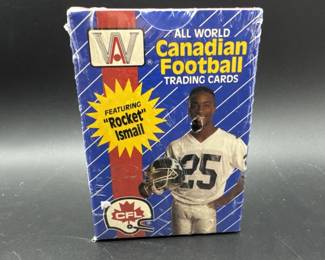 AW
®
ALL WORLD
Canadian
Football
TRADING CARDS
FEATURING
"Rocket"
Ismail
25
CFL